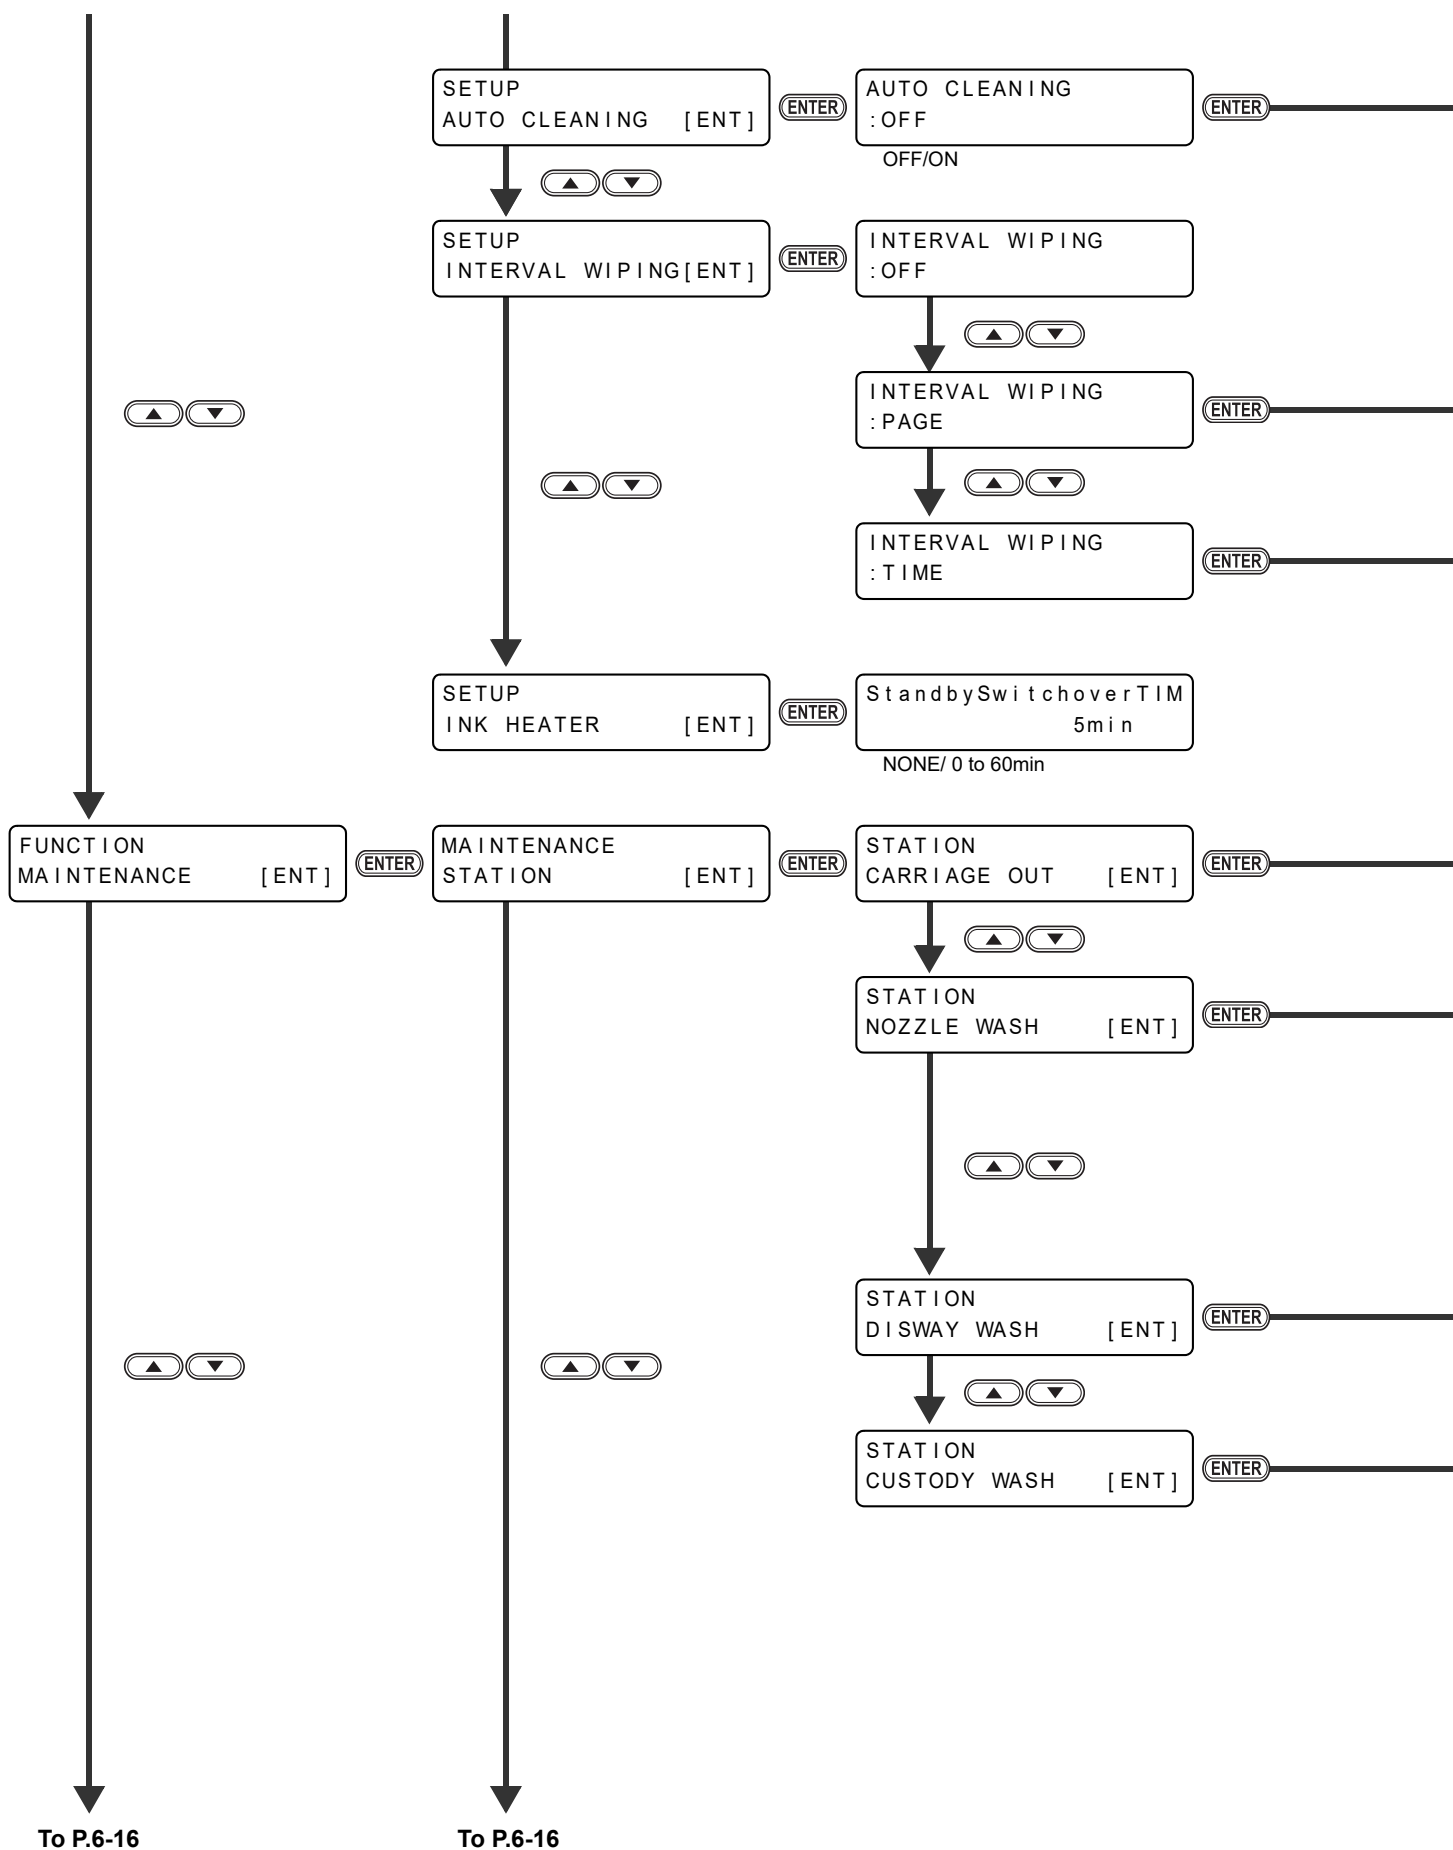 SETUP
AUTO CLEANING [ENT]
ENTER
AUTO CLEANING
:OFF
ENTER
OFF/ON
SETUP
INTERVAL WIPING[ENT]
ENTER
INTERVAL WIPING
:OFF
INTERVAL WIPING
:PAGE
ENTER
INTERVAL WIPING
:TIME
ENTER
SETUP
INK HEATER [ENT]
ENTER
StandbySwitchoverTIM
5min
NONE/ 0 to 60min
FUNCTION
MAINTENANCE [ENT]
ENTER
MAINTENANCE
STATION [ENT]
ENTER
STATION
CARRIAGE OUT [ENT]
ENTER
STATION
NOZZLE WASH [ENT]
ENTER
STATION
DISWAY WASH [ENT]
ENTER
STATION
CUSTODY WASH [ENT]
ENTER
To P.6-16
To P.6-16